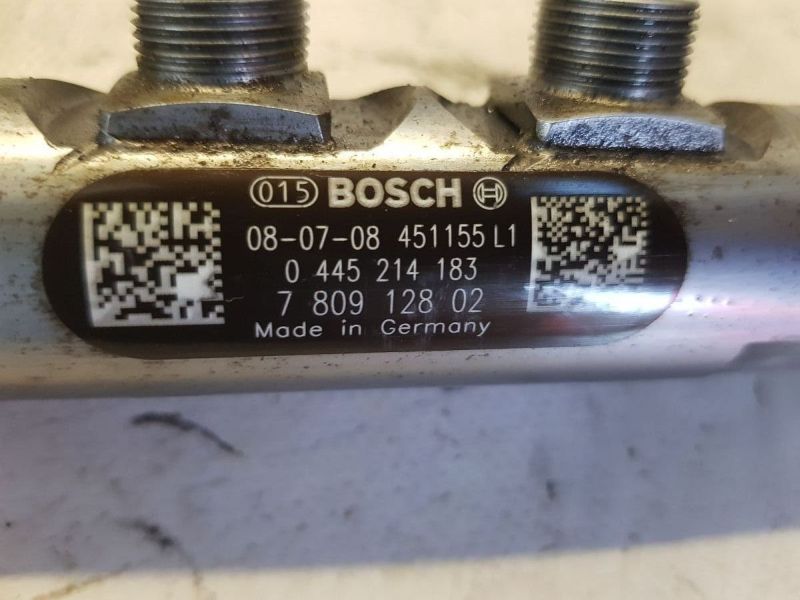 015 BOSCH
08-07-08 451155 L1
0 445 214 183
7 809 128 02
Made in Germany